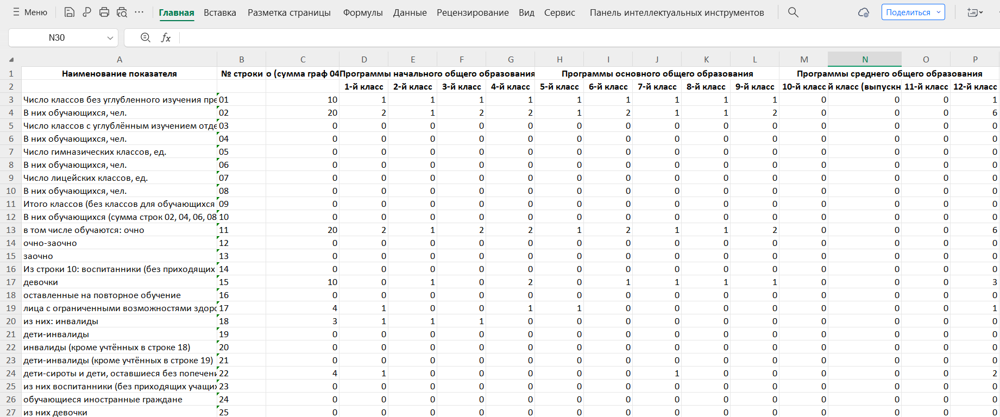 Меню Главная Вставка Разметка страницы Формулы Данные Рецензирование Вид Сервис Панель интеллектуальных инструментов Поделиться
N30 fx
A B C D E F G H I J K L M N O P
1 Наименование показателя № строки о (сумма граф 04 Программы начального общего образования Программы основного общего образования Программы среднего общего образования
2 1-й класс 2-й класс 3-й класс 4-й класс 5-й класс 6-й класс 7-й класс 8-й класс 9-й класс 10-й класс й класс (выпускн 11-й класс 12-й класс
3 Число классов без углубленного изучения пре 01 10 1 1 1 1 1 1 1 1 1 0 0 0 1
4 В них обучающихся, чел. 02 20 2 1 2 2 1 2 1 1 2 0 0 0 6
5 Число классов с углублённым изучением отде 03 0 0 0 0 0 0 0 0 0 0 0 0 0 0
6 В них обучающихся, чел. 04 0 0 0 0 0 0 0 0 0 0 0 0 0 0
7 Число гимназических классов, ед. 05 0 0 0 0 0 0 0 0 0 0 0 0 0 0
8 В них обучающихся, чел. 06 0 0 0 0 0 0 0 0 0 0 0 0 0 0
9 Число лицейских классов, ед. 07 0 0 0 0 0 0 0 0 0 0 0 0 0 0
10 В них обучающихся, чел. 08 0 0 0 0 0 0 0 0 0 0 0 0 0 0
11 Итого классов (без классов для обучающихся 09 0 0 0 0 0 0 0 0 0 0 0 0 0 0
12 В них обучающихся (сумма строк 02, 04, 06, 08 10 0 0 0 0 0 0 0 0 0 0 0 0 0 0
13 в том числе обучаются: очно 11 20 2 1 2 2 1 2 1 1 2 0 0 0 6
14 очно-заочно 12 0 0 0 0 0 0 0 0 0 0 0 0 0 0
15 заочно 13 0 0 0 0 0 0 0 0 0 0 0 0 0 0
16 Из строки 10: воспитанники (без приходящих 14 0 0 0 0 0 0 0 0 0 0 0 0 0 0
17 девочки 15 10 0 1 0 2 0 1 1 1 1 0 0 0 3
18 оставленные на повторное обучение 16 0 0 0 0 0 0 0 0 0 0 0 0 0 0
19 лица с ограниченными возможностями здоро 17 4 1 0 0 1 1 0 0 0 0 0 0 0 1
20 из них: инвалиды 18 3 1 1 1 0 0 0 0 0 0 0 0 0 0
21 дети-инвалиды 19 0 0 0 0 0 0 0 0 0 0 0 0 0 0
22 инвалиды (кроме учтённых в строке 18) 20 0 0 0 0 0 0 0 0 0 0 0 0 0 0
23 дети-инвалиды (кроме учтённых в строке 19) 21 0 0 0 0 0 0 0 0 0 0 0 0 0 0
24 дети-сироты и дети, оставшиеся без попечени 22 4 1 0 0 0 0 0 1 0 0 0 0 0 2
25 из них воспитанники (без приходящих учащих 23 0 0 0 0 0 0 0 0 0 0 0 0 0 0
26 обучающиеся иностранные граждане 24 0 0 0 0 0 0 0 0 0 0 0 0 0 0
27 из них девочки 25 0 0 0 0 0 0 0 0 0 0 0 0 0 0